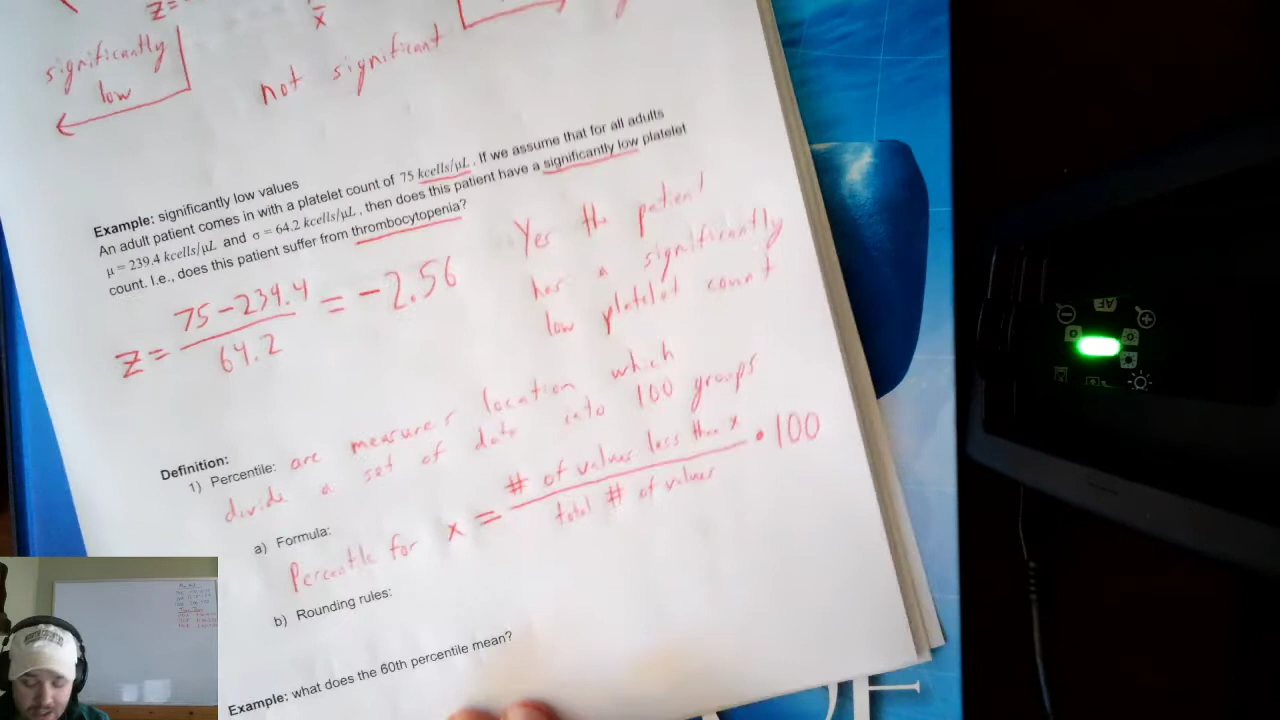 z=
x̄
significantly
low
not significant
Example: significantly low values
An adult patient comes in with a platelet count of 75 kcells/μL. If we assume that for all adults
μ = 239.4 kcells/μL and σ = 64.2 kcells/μL, then does this patient have a significantly low platelet
count. I.e., does this patient suffer from thrombocytopenia?
z = 75-239.4 / 64.2 = -2.56
Yes the patient
has a significantly
low platelet count
Definition:
1) Percentile: are measures location which
divide a set of data into 100 groups
a) Formula:
Percentile for x = # of values less than x / total # of values • 100
b) Rounding rules:
Example: what does the 60th percentile mean?
AF